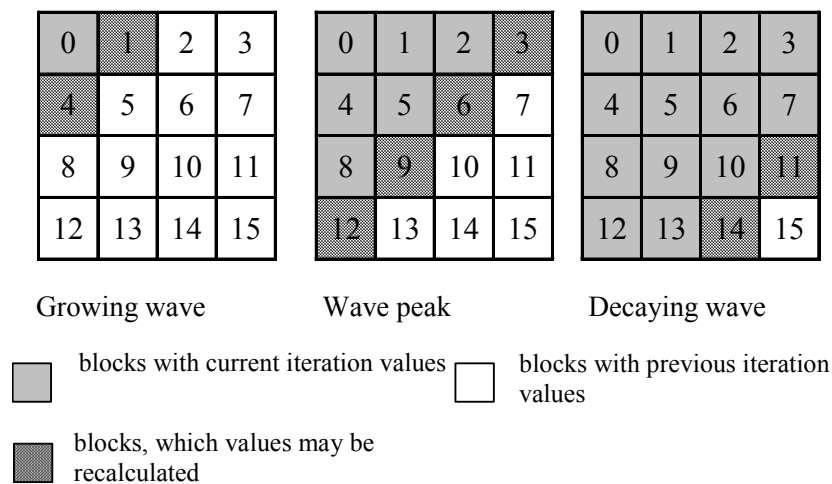 0 1 2 3 0 1 2 3 0 1 2 3
4 5 6 7 4 5 6 7 4 5 6 7
8 9 10 11 8 9 10 11 8 9 10 11
12 13 14 15 12 13 14 15 12 13 14 15
Growing wave Wave peak Decaying wave
blocks with current iteration values
blocks with previous iteration
values
blocks, which values may be
recalculated